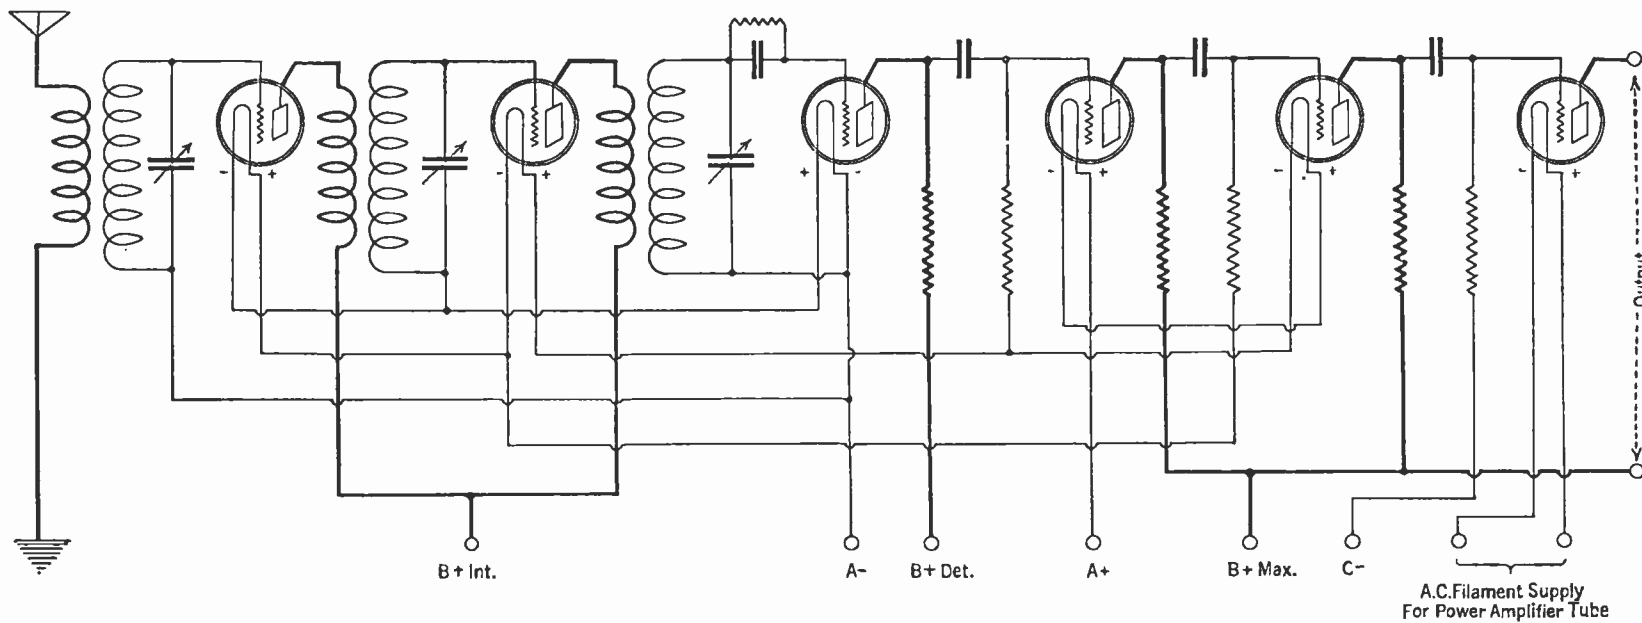 - + - + + - - + - + - +
Output
B+ Int. A- B+ Det. A+ B+ Max. C-
A.C. Filament Supply
For Power Amplifier Tube